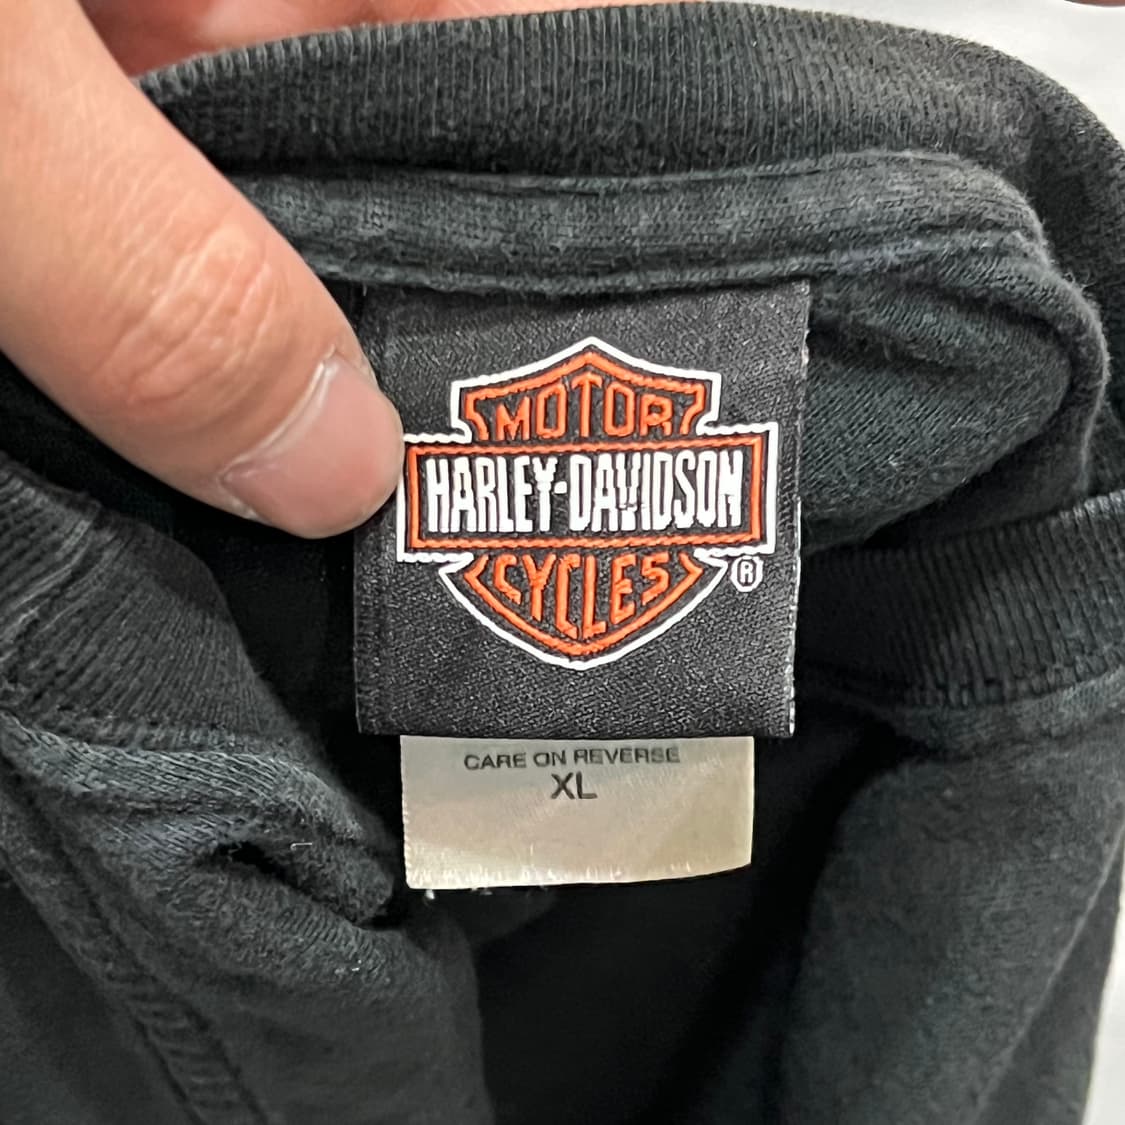 MOTOR
HARLEY-DAVIDSON
CYCLES
®
CARE ON REVERSE
XL